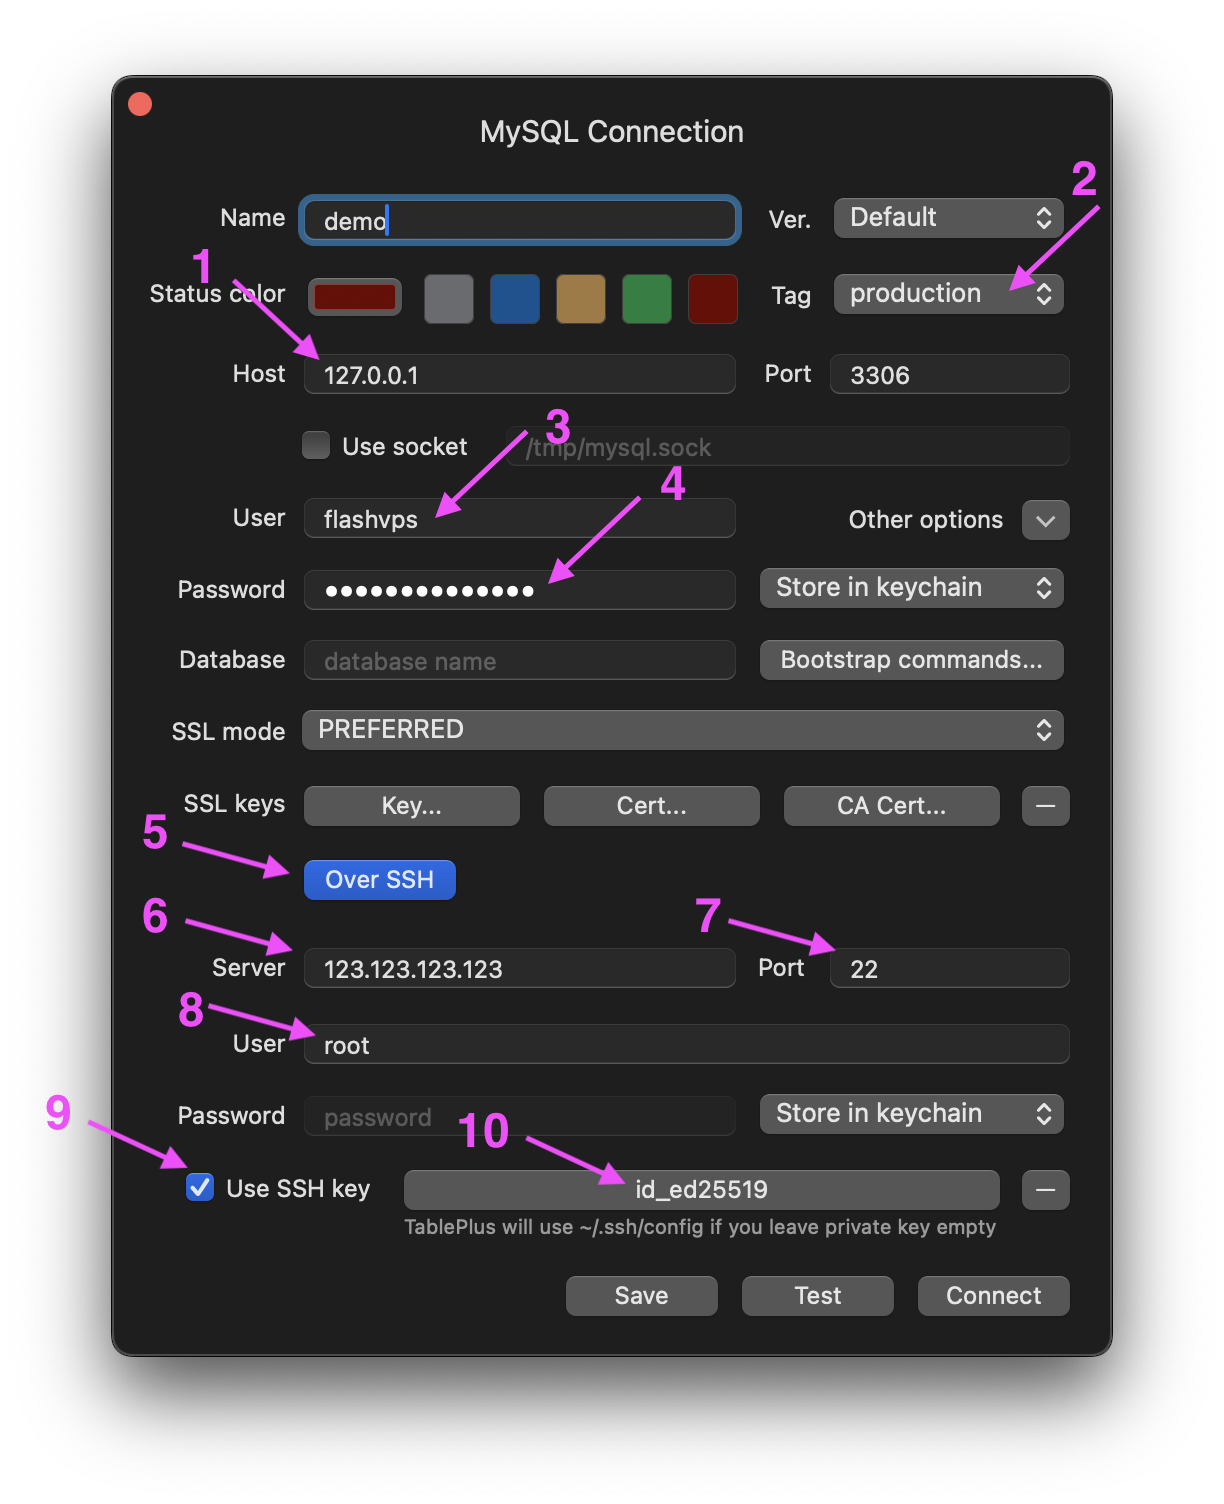 MySQL Connection
Name demo Ver. Default 2
1 Status color Tag production
Host 127.0.0.1 Port 3306
3
Use socket /tmp/mysql.sock
4
User flashvps Other options
Password ●●●●●●●●●●●●●● Store in keychain
Database database name Bootstrap commands...
SSL mode PREFERRED
SSL keys Key... Cert... CA Cert...
5 Over SSH
6 7
Server 123.123.123.123 Port 22
8
User root
9 Password password 10 Store in keychain
Use SSH key id_ed25519
TablePlus will use ~/.ssh/config if you leave private key empty
Save Test Connect